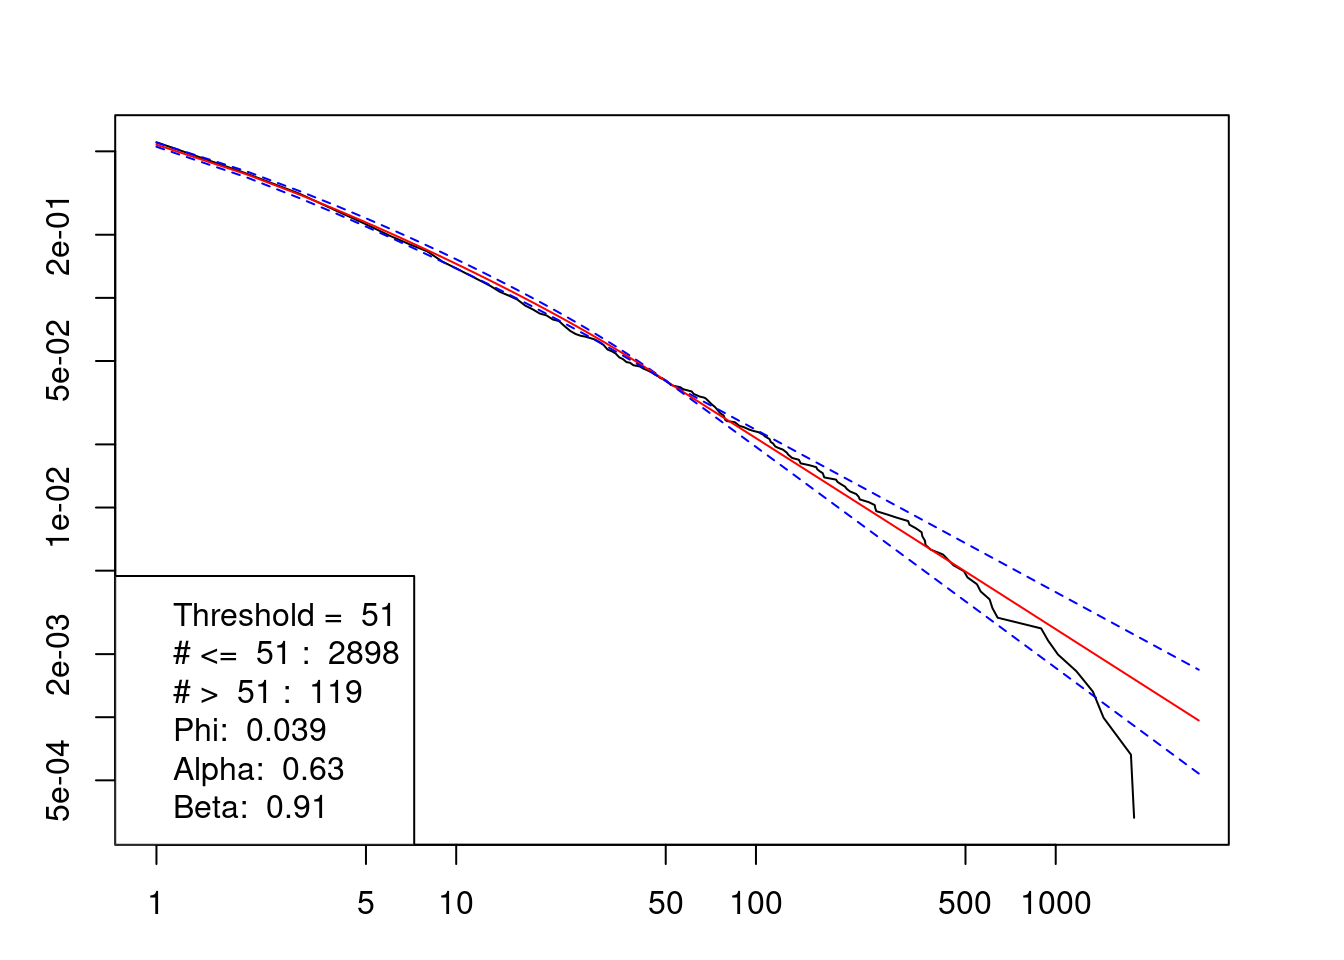 2e-01
5e-02
1e-02
2e-03
5e-04
Threshold = 51
# <= 51 : 2898
# > 51 : 119
Phi: 0.039
Alpha: 0.63
Beta: 0.91
1 5 10 50 100 500 1000